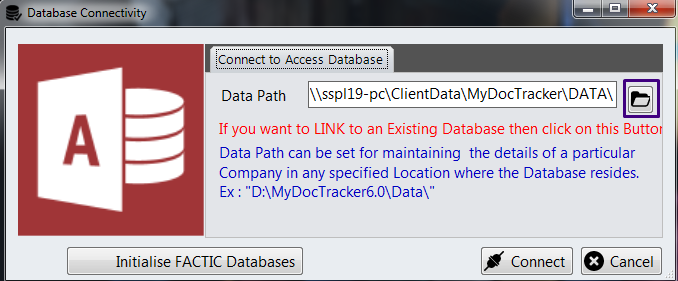 Database Connectivity
Connect to Access Database
Data Path
\\sspl19-pc\ClientData\MyDocTracker\DATA\
If you want to LINK to an Existing Database then click on this Button
Data Path can be set for maintaining the details of a particular
Company in any specified Location where the Database resides.
Ex : "D:\MyDocTracker6.0\Data\"
A
Initialise FACTIC Databases
Connect
Cancel